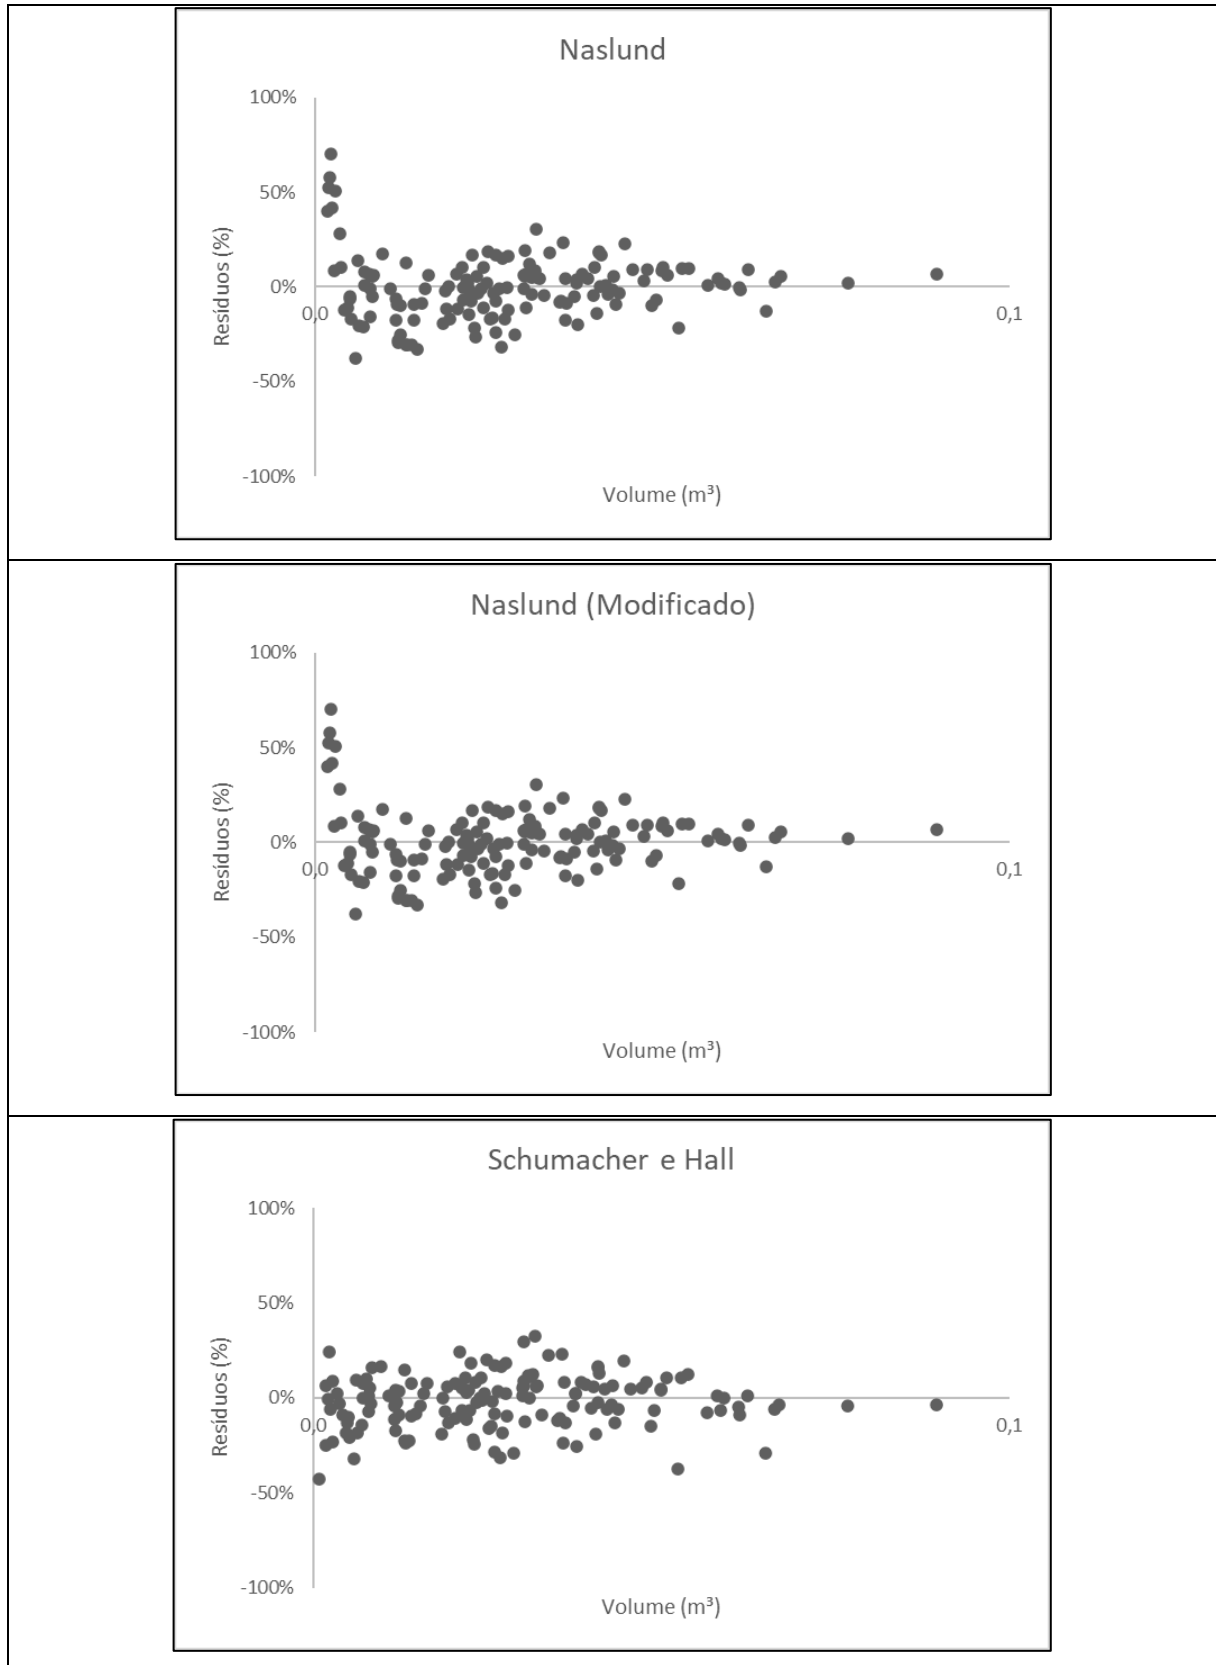 Naslund
100%
50%
0%
-50%
-100%
0,0
0,1
Resíduos (%)
Volume (m³)
Naslund (Modificado)
100%
50%
0%
-50%
-100%
0,0
0,1
Resíduos (%)
Volume (m³)
Schumacher e Hall
100%
50%
0%
-50%
-100%
0,0
0,1
Resíduos (%)
Volume (m³)